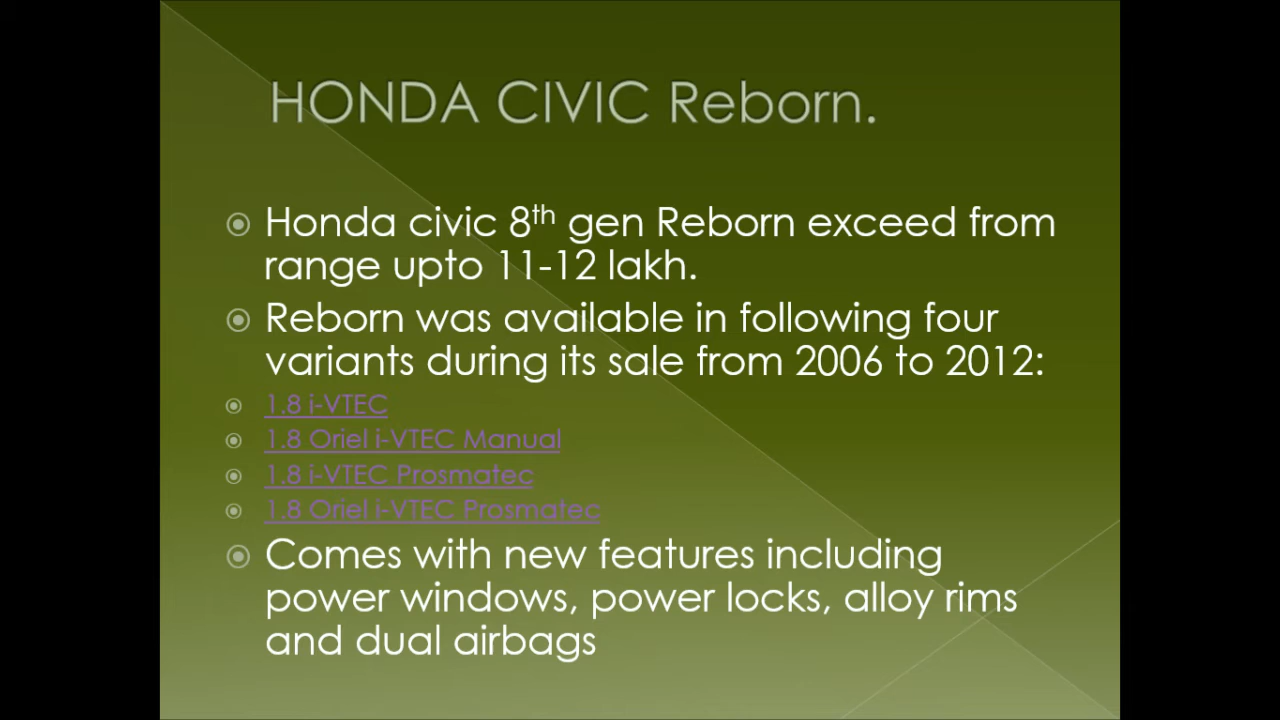 HONDA CIVIC Reborn.
Honda civic 8th gen Reborn exceed from
range upto 11-12 lakh.
Reborn was available in following four
variants during its sale from 2006 to 2012:
1.8 i-VTEC
1.8 Oriel i-VTEC Manual
1.8 i-VTEC Prosmatec
1.8 Oriel i-VTEC Prosmatec
Comes with new features including
power windows, power locks, alloy rims
and dual airbags